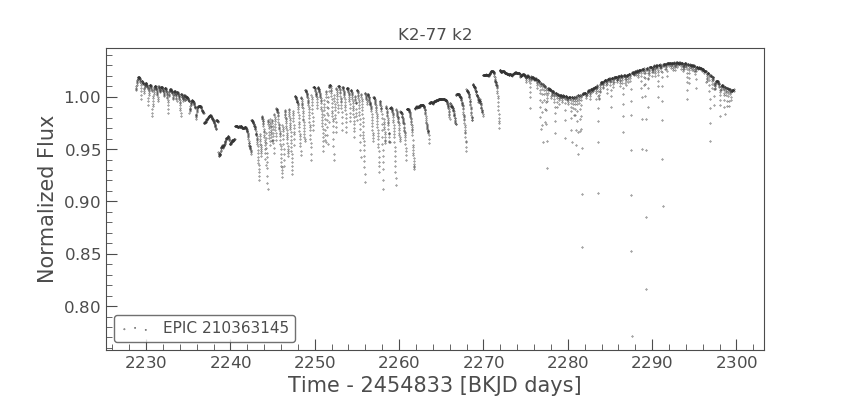 K2-77 k2
Normalized Flux
1.00
0.95
0.90
0.85
0.80
EPIC 210363145
2230 2240 2250 2260 2270 2280 2290 2300
Time - 2454833 [BKJD days]